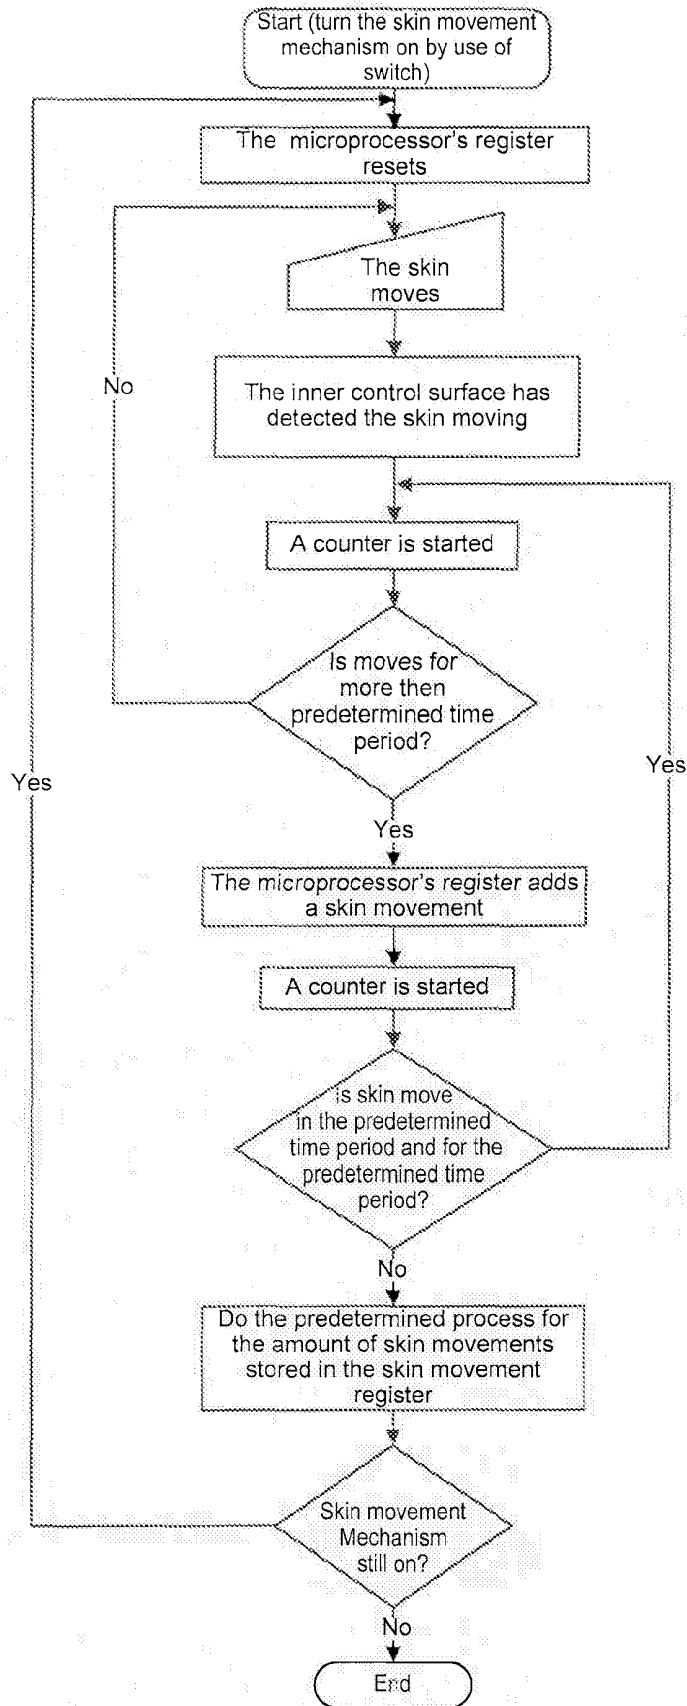 Start (turn the skin movement
mechanism on by use of
switch)
The microprocessor's register
resets
The skin
moves
No
The inner control surface has
detected the skin moving
A counter is started
Is moves for
more then
predetermined time
period?
Yes
Yes
Yes
The microprocessor's register adds
a skin movement
A counter is started
is skin move
in the predetermined
time period and for the
predetermined time
period?
No
Do the predetermined process for
the amount of skin movements
stored in the skin movement
register
Skin movement
Mechanism
still on?
No
End